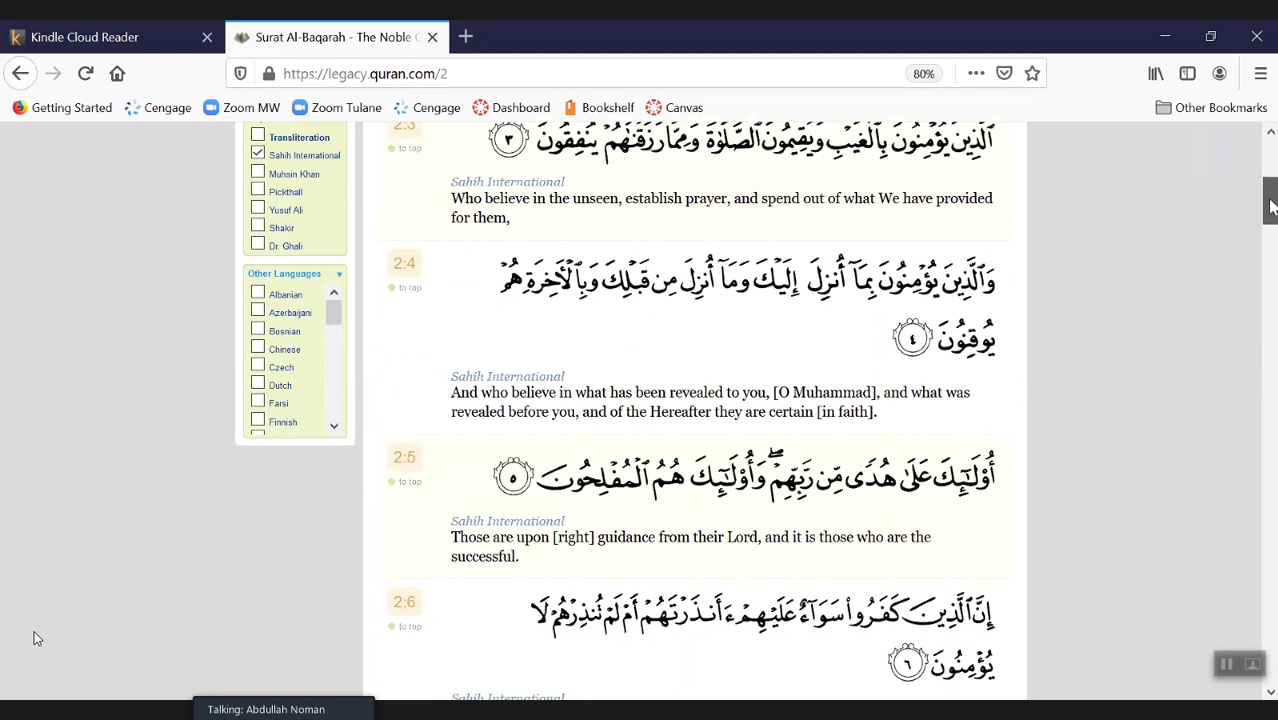 Kindle Cloud Reader
Surat Al-Baqarah - The Noble
https://legacy.quran.com/2
80%
Getting Started
Cengage
Zoom MW
Zoom Tulane
Cengage
Dashboard
Bookshelf
Canvas
Other Bookmarks
Transliteration
Sahih International
Muhsin Khan
Pickthall
Yusuf Ali
Shakir
Dr. Ghali
Other Languages
Albanian
Azerbaijani
Bosnian
Chinese
Czech
Dutch
Farsi
Finnish
2:3
to top
ٱلَّذِينَ يُؤْمِنُونَ بِٱلْغَيْبِ وَيُقِيمُونَ ٱلصَّلَوٰةَ وَمِمَّا رَزَقْنَٰهُمْ يُنفِقُونَ ٣
Sahih International
Who believe in the unseen, establish prayer, and spend out of what We have provided
for them,
2:4
to top
وَٱلَّذِينَ يُؤْمِنُونَ بِمَآ أُنزِلَ إِلَيْكَ وَمَآ أُنزِلَ مِن قَبْلِكَ وَبِٱلْءَاخِرَةِ هُمْ
يُوقِنُونَ ٤
Sahih International
And who believe in what has been revealed to you, [O Muhammad], and what was
revealed before you, and of the Hereafter they are certain [in faith].
2:5
to top
أُو۟لَٰٓئِكَ عَلَىٰ هُدًى مِّن رَّبِّهِمْ ۖ وَأُو۟لَٰٓئِكَ هُمُ ٱلْمُفْلِحُونَ ٥
Sahih International
Those are upon [right] guidance from their Lord, and it is those who are the
successful.
2:6
to top
إِنَّ ٱلَّذِينَ كَفَرُوا۟ سَوَآءٌ عَلَيْهِمْ ءَأَنذَرْتَهُمْ أَمْ لَمْ تُنذِرْهُمْ لَا
يُؤْمِنُونَ ٦
Sahih International
Talking: Abdullah Noman